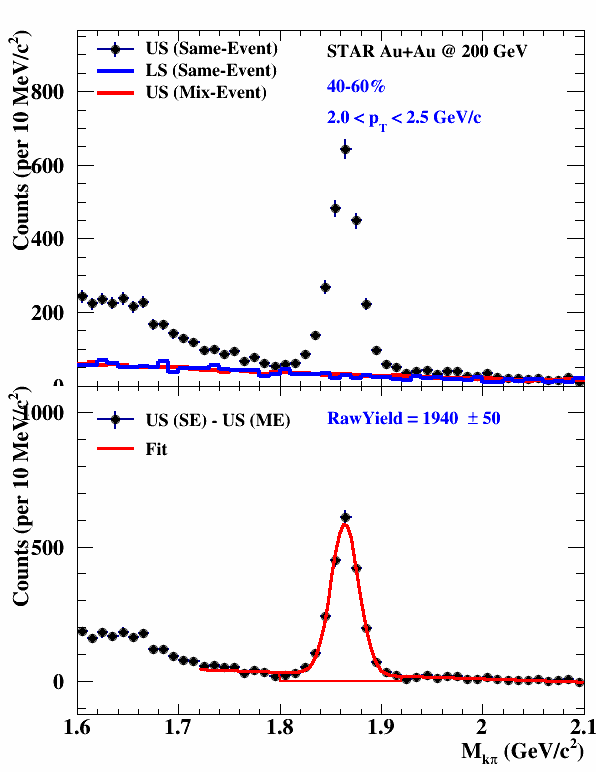 US (Same-Event)
LS (Same-Event)
US (Mix-Event)
STAR Au+Au @ 200 GeV
40-60%
2.0 < p_T < 2.5 GeV/c
Counts (per 10 MeV/c²)
800
600
400
200
0
US (SE) - US (ME)
Fit
RawYield = 1940 ± 50
Counts (per 10 MeV/c²)
1000
500
0
1.6 1.7 1.8 1.9 2 2.1
M_kπ (GeV/c²)